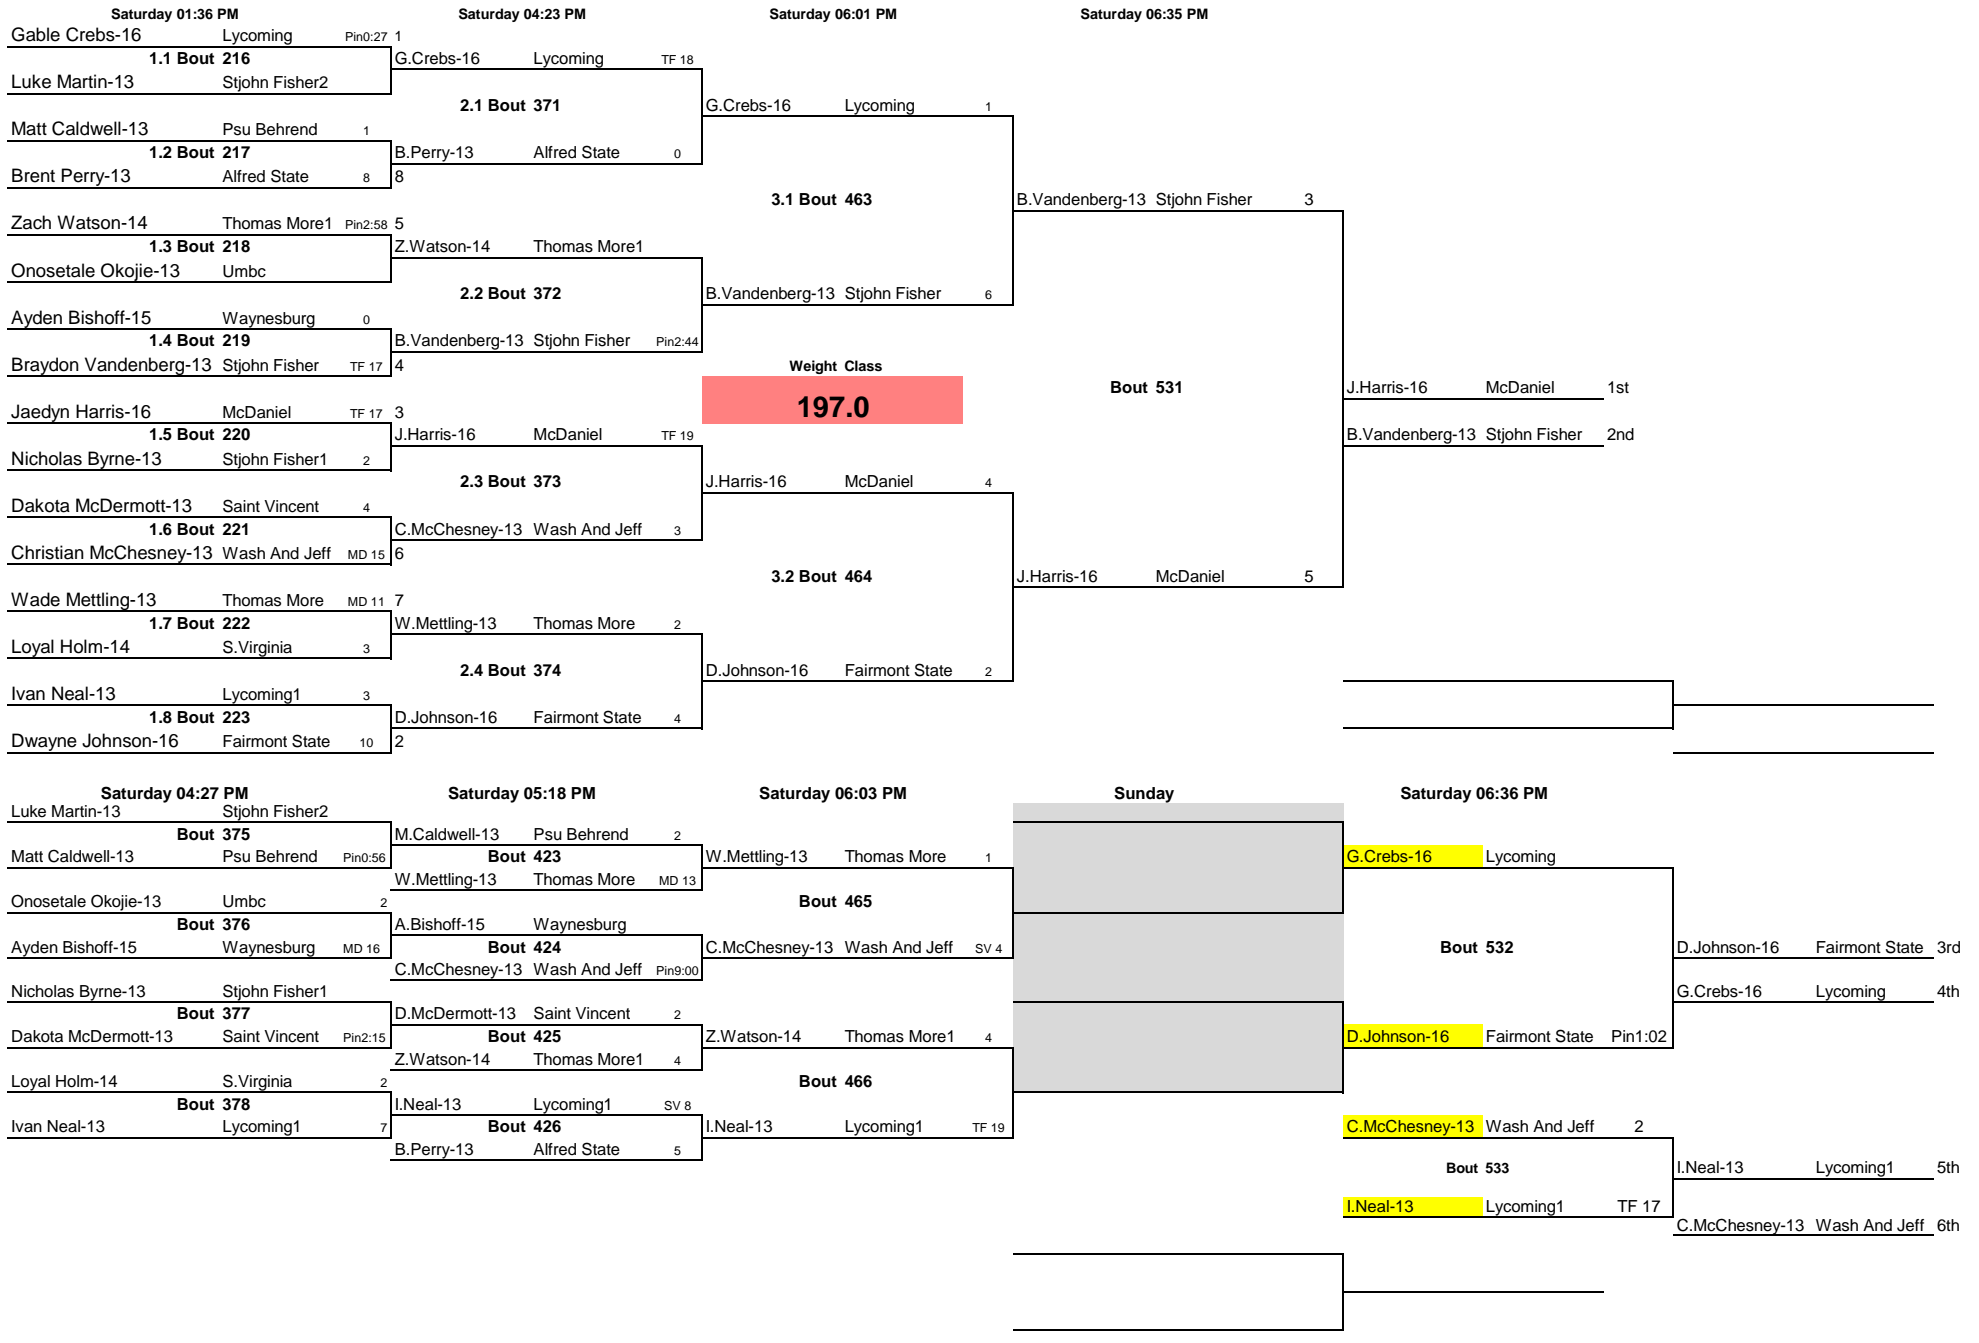 Saturday 01:36 PM Saturday 04:23 PM Saturday 06:01 PM Saturday 06:35 PM
Gable Crebs-16 Lycoming Pin0:27 1
1.1 Bout 216 G.Crebs-16 Lycoming TF 18
Luke Martin-13 Stjohn Fisher2
2.1 Bout 371 G.Crebs-16 Lycoming 1
Matt Caldwell-13 Psu Behrend 1
1.2 Bout 217 B.Perry-13 Alfred State 0
Brent Perry-13 Alfred State 8 8
3.1 Bout 463 B.Vandenberg-13 Stjohn Fisher 3
Zach Watson-14 Thomas More1 Pin2:58 5
1.3 Bout 218 Z.Watson-14 Thomas More1
Onosetale Okojie-13 Umbc
2.2 Bout 372 B.Vandenberg-13 Stjohn Fisher 6
Ayden Bishoff-15 Waynesburg 0
1.4 Bout 219 B.Vandenberg-13 Stjohn Fisher Pin2:44
Braydon Vandenberg-13 Stjohn Fisher TF 17 4 Weight Class
Bout 531 J.Harris-16 McDaniel 1st
197.0
Jaedyn Harris-16 McDaniel TF 17 3
1.5 Bout 220 J.Harris-16 McDaniel TF 19 B.Vandenberg-13 Stjohn Fisher 2nd
Nicholas Byrne-13 Stjohn Fisher1 2
2.3 Bout 373 J.Harris-16 McDaniel 4
Dakota McDermott-13 Saint Vincent 4
1.6 Bout 221 C.McChesney-13 Wash And Jeff 3
Christian McChesney-13 Wash And Jeff MD 15 6
3.2 Bout 464 J.Harris-16 McDaniel 5
Wade Mettling-13 Thomas More MD 11 7
1.7 Bout 222 W.Mettling-13 Thomas More 2
Loyal Holm-14 S.Virginia 3
2.4 Bout 374 D.Johnson-16 Fairmont State 2
Ivan Neal-13 Lycoming1 3
1.8 Bout 223 D.Johnson-16 Fairmont State 4
Dwayne Johnson-16 Fairmont State 10 2
Saturday 04:27 PM Saturday 05:18 PM Saturday 06:03 PM Sunday Saturday 06:36 PM
Luke Martin-13 Stjohn Fisher2
Bout 375 M.Caldwell-13 Psu Behrend 2
Matt Caldwell-13 Psu Behrend Pin0:56 Bout 423 W.Mettling-13 Thomas More 1 G.Crebs-16 Lycoming
W.Mettling-13 Thomas More MD 13
Onosetale Okojie-13 Umbc 2 Bout 465
Bout 376 A.Bishoff-15 Waynesburg
Ayden Bishoff-15 Waynesburg MD 16 Bout 424 C.McChesney-13 Wash And Jeff SV 4 Bout 532 D.Johnson-16 Fairmont State 3rd
C.McChesney-13 Wash And Jeff Pin9:00
Nicholas Byrne-13 Stjohn Fisher1 G.Crebs-16 Lycoming 4th
Bout 377 D.McDermott-13 Saint Vincent 2
Dakota McDermott-13 Saint Vincent Pin2:15 Bout 425 Z.Watson-14 Thomas More1 4 D.Johnson-16 Fairmont State Pin1:02
Z.Watson-14 Thomas More1 4
Loyal Holm-14 S.Virginia 2 Bout 466
Bout 378 I.Neal-13 Lycoming1 SV 8
Ivan Neal-13 Lycoming1 7 Bout 426 I.Neal-13 Lycoming1 TF 19 C.McChesney-13 Wash And Jeff 2
B.Perry-13 Alfred State 5
Bout 533 I.Neal-13 Lycoming1 5th
I.Neal-13 Lycoming1 TF 17
C.McChesney-13 Wash And Jeff 6th